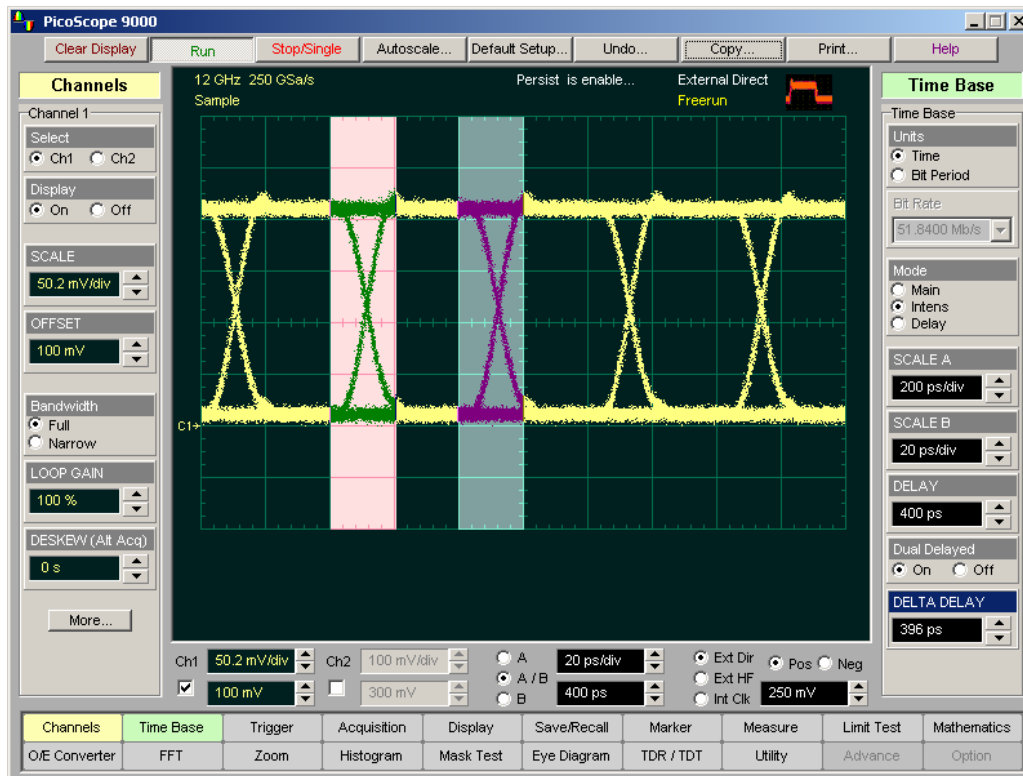 PicoScope 9000
Clear Display Run Stop/Single Autoscale... Default Setup... Undo... Copy... Print... Help
Channels
Channel 1
Select
Ch1 Ch2
Display
On Off
SCALE
50.2 mV/div
OFFSET
100 mV
Bandwidth
Full
Narrow
LOOP GAIN
100 %
DESKEW (Alt Acq)
0 s
More...
12 GHz 250 GSa/s Persist is enable... External Direct
Sample Freerun
C1
Time Base
Time Base
Units
Time
Bit Period
Bit Rate
51.8400 Mb/s
Mode
Main
Intens
Delay
SCALE A
200 ps/div
SCALE B
20 ps/div
DELAY
400 ps
Dual Delayed
On Off
DELTA DELAY
396 ps
Ch1 50.2 mV/div Ch2 100 mV/div A 20 ps/div Ext Dir Pos Neg
A / B Ext HF
100 mV 300 mV B 400 ps Int Clk 250 mV
Channels Time Base Trigger Acquisition Display Save/Recall Marker Measure Limit Test Mathematics
O/E Converter FFT Zoom Histogram Mask Test Eye Diagram TDR / TDT Utility Advance Option